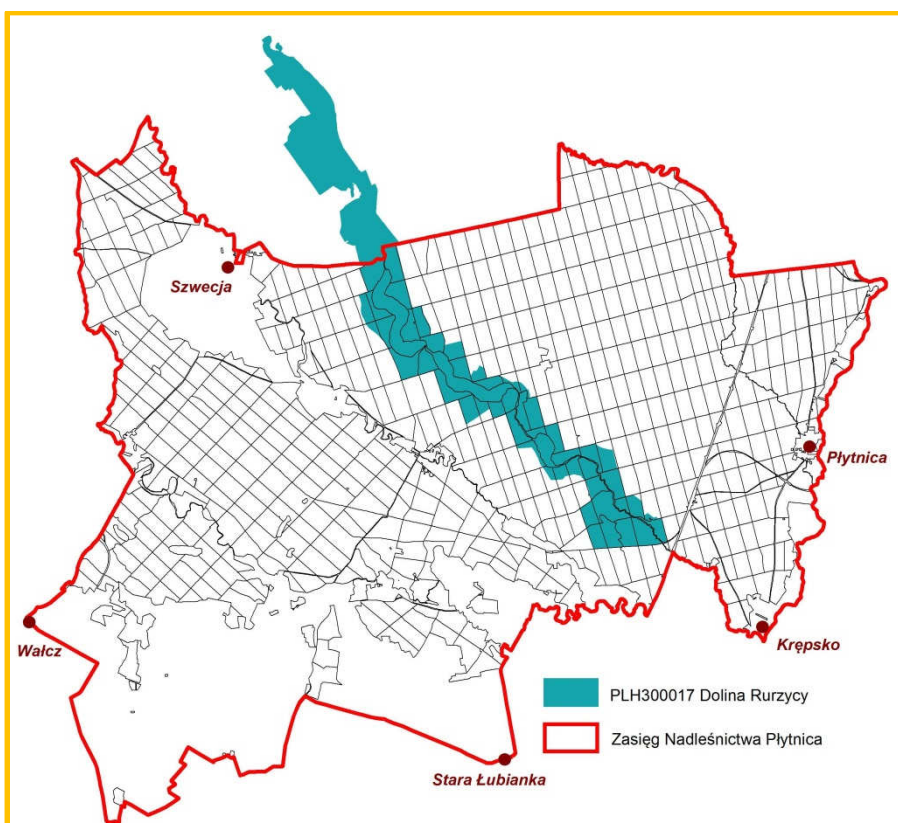 Szwecja
Płytnica
Wałcz
Krępsko
PLH300017 Dolina Rurzycy
Zasięg Nadleśnictwa Płytnica
Stara Łubianka